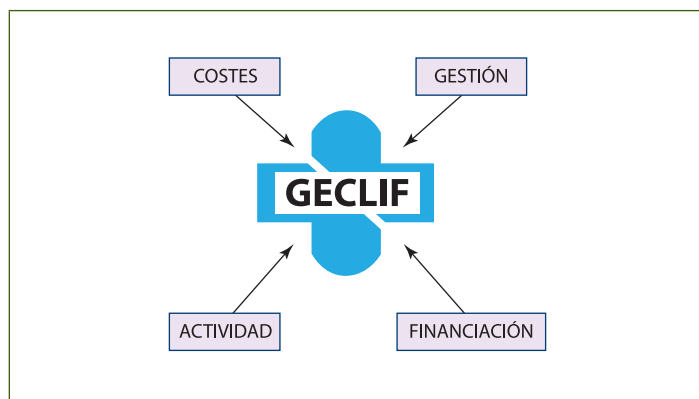 COSTES
GESTIÓN
GECLIF
ACTIVIDAD
FINANCIACIÓN